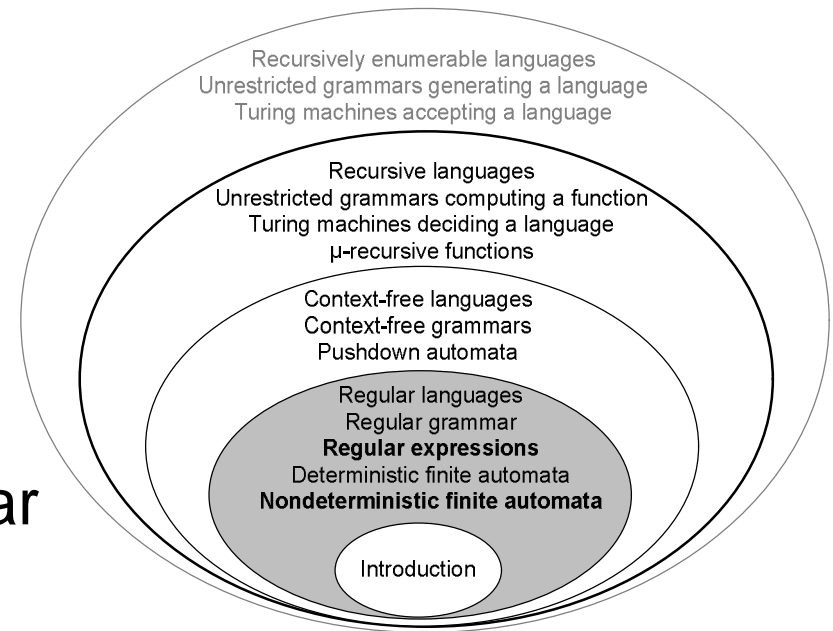 Recursively enumerable languages
Unrestricted grammars generating a language
Turing machines accepting a language
Recursive languages
Unrestricted grammars computing a function
Turing machines deciding a language
μ-recursive functions
Context-free languages
Context-free grammars
Pushdown automata
Regular languages
Regular grammar
Regular expressions
Deterministic finite automata
Nondeterministic finite automata
Introduction